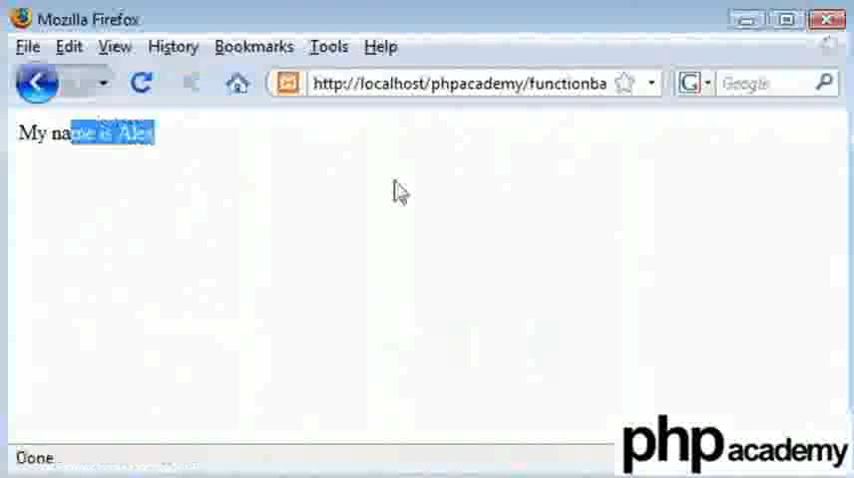 Mozilla Firefox
File Edit View History Bookmarks Tools Help
http://localhost/phpacademy/functionba Google
My name is Alex
Done
php academy